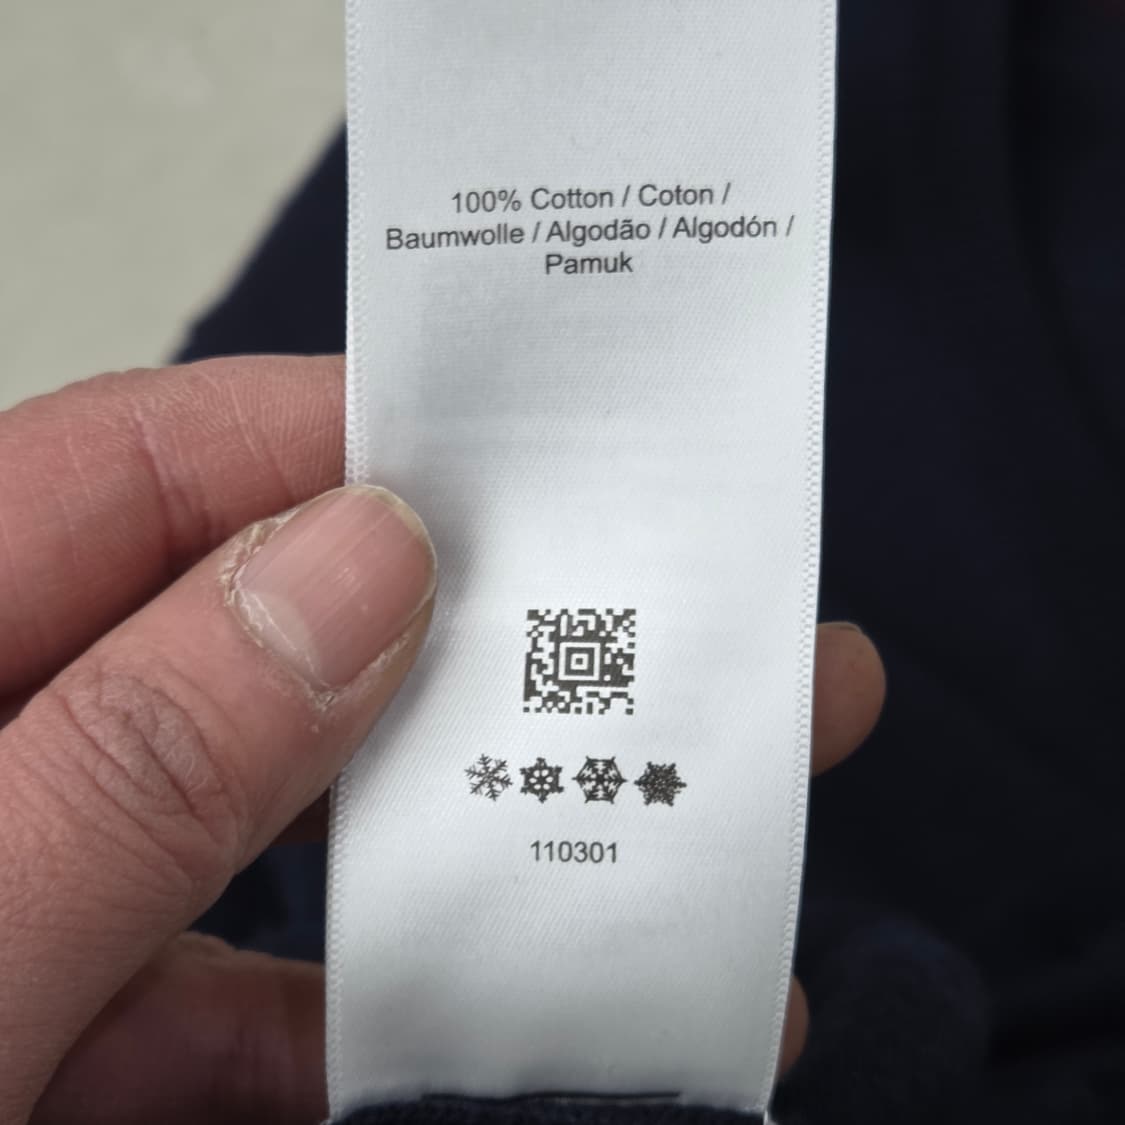 100% Cotton / Coton /
Baumwolle / Algodão / Algodón /
Pamuk
110301